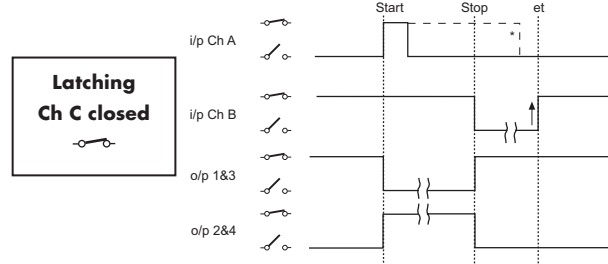 Start Stop et
i/p Ch A
*
Latching
Ch C closed
i/p Ch B
o/p 1&3
o/p 2&4